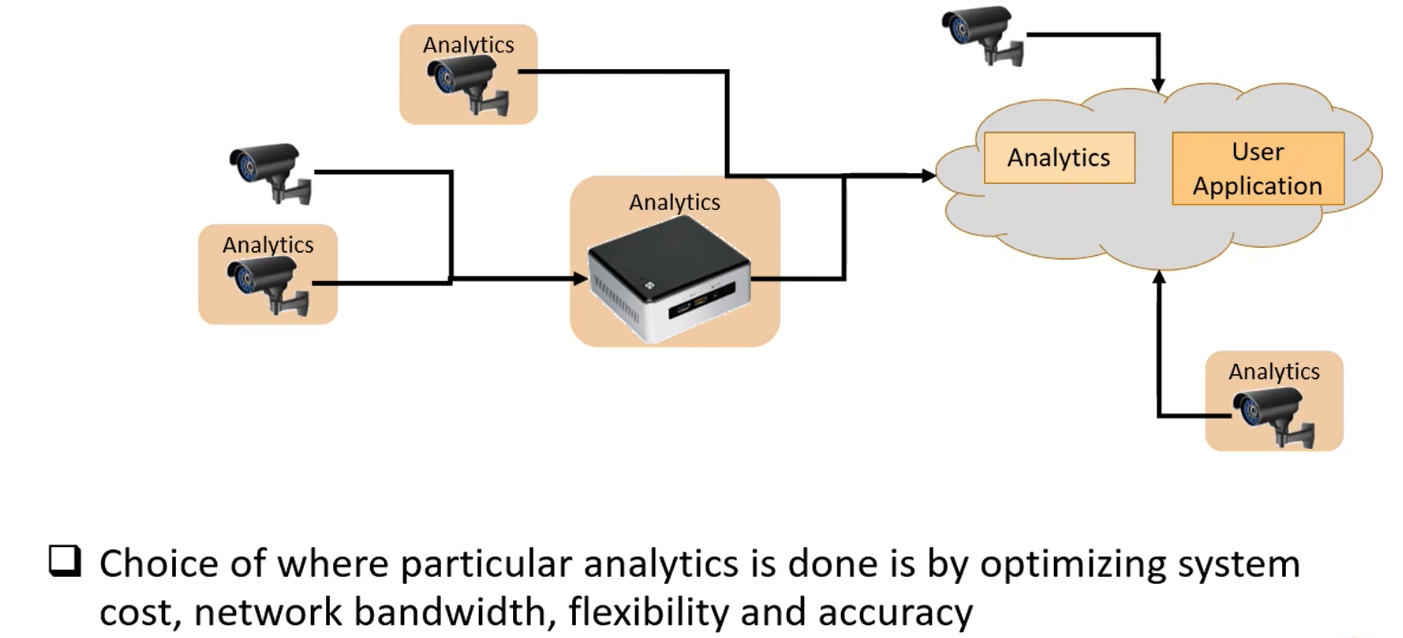 Analytics
Analytics
Analytics
Analytics
User
Application
Analytics
Analytics
❑ Choice of where particular analytics is done is by optimizing system
cost, network bandwidth, flexibility and accuracy